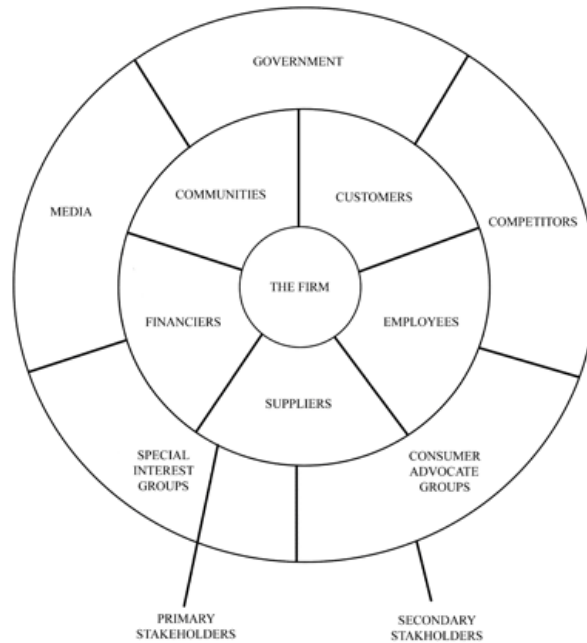 GOVERNMENT
COMMUNITIES
CUSTOMERS
MEDIA
COMPETITORS
THE FIRM
FINANCIERS
EMPLOYEES
SUPPLIERS
SPECIAL
INTEREST
GROUPS
CONSUMER
ADVOCATE
GROUPS
PRIMARY
STAKEHOLDERS
SECONDARY
STAKHOLDERS